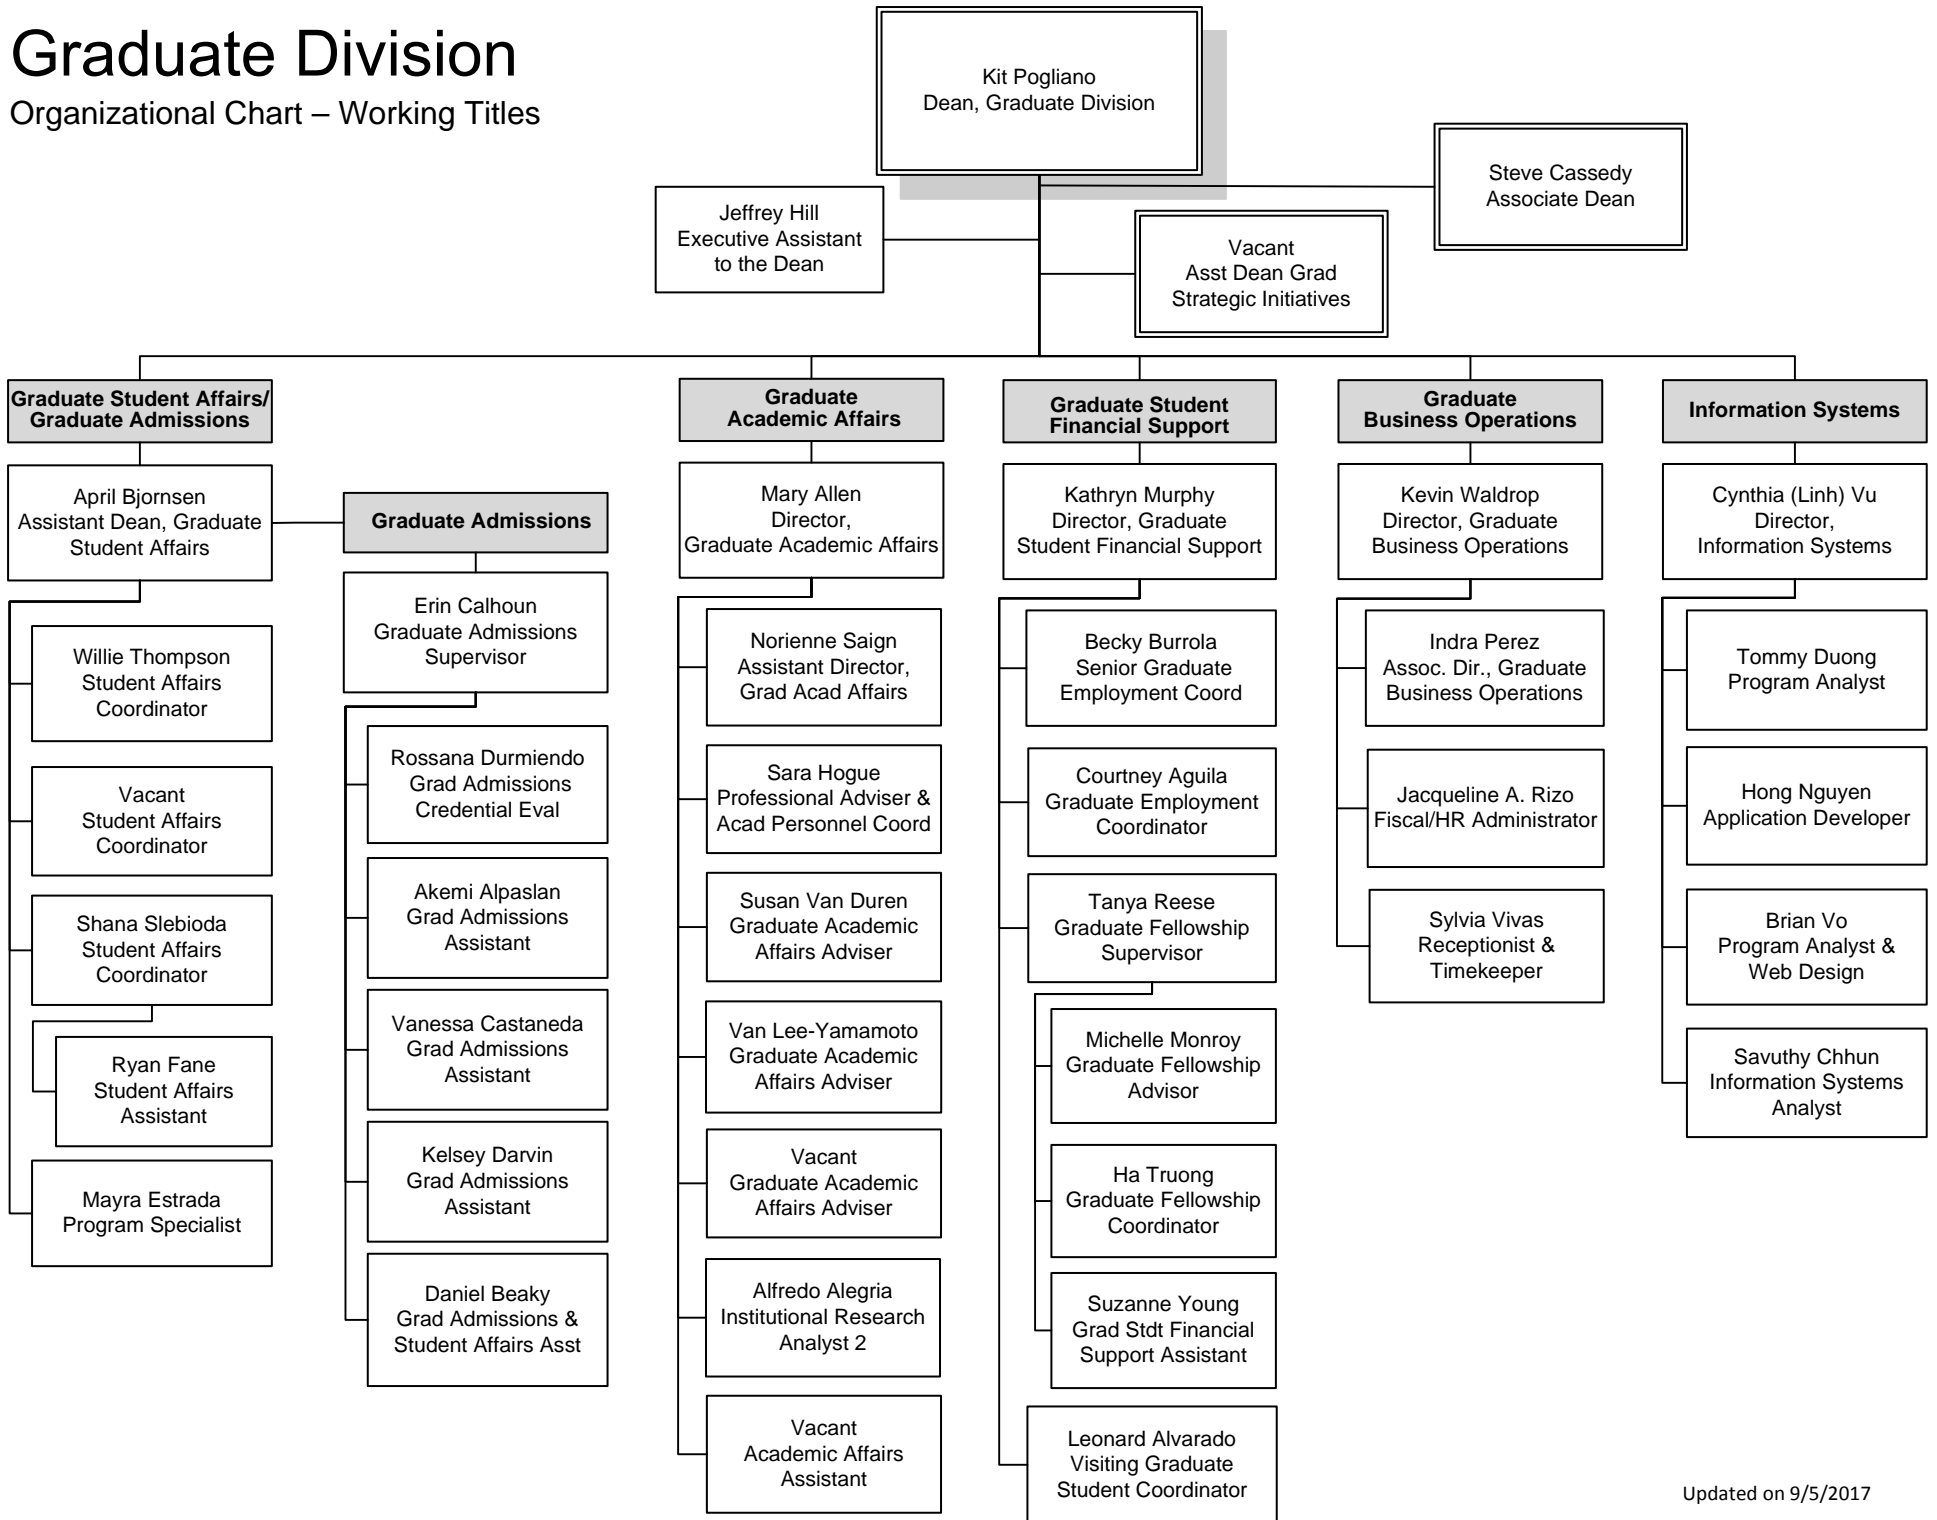 Graduate Division
Organizational Chart – Working Titles
Kit Pogliano
Dean, Graduate Division
Steve Cassedy
Associate Dean
Jeffrey Hill
Executive Assistant
to the Dean
Vacant
Asst Dean Grad
Strategic Initiatives
Graduate Student Affairs/
Graduate Admissions
April Bjornsen
Assistant Dean, Graduate
Student Affairs
Willie Thompson
Student Affairs
Coordinator
Vacant
Student Affairs
Coordinator
Shana Slebioda
Student Affairs
Coordinator
Ryan Fane
Student Affairs
Assistant
Mayra Estrada
Program Specialist
Graduate Admissions
Erin Calhoun
Graduate Admissions
Supervisor
Rossana Durmiendo
Grad Admissions
Credential Eval
Akemi Alpaslan
Grad Admissions
Assistant
Vanessa Castaneda
Grad Admissions
Assistant
Kelsey Darvin
Grad Admissions
Assistant
Daniel Beaky
Grad Admissions &
Student Affairs Asst
Graduate
Academic Affairs
Mary Allen
Director,
Graduate Academic Affairs
Norienne Saign
Assistant Director,
Grad Acad Affairs
Sara Hogue
Professional Adviser &
Acad Personnel Coord
Susan Van Duren
Graduate Academic
Affairs Adviser
Van Lee-Yamamoto
Graduate Academic
Affairs Adviser
Vacant
Graduate Academic
Affairs Adviser
Alfredo Alegria
Institutional Research
Analyst 2
Vacant
Academic Affairs
Assistant
Graduate Student
Financial Support
Kathryn Murphy
Director, Graduate
Student Financial Support
Becky Burrola
Senior Graduate
Employment Coord
Courtney Aguila
Graduate Employment
Coordinator
Tanya Reese
Graduate Fellowship
Supervisor
Michelle Monroy
Graduate Fellowship
Advisor
Ha Truong
Graduate Fellowship
Coordinator
Suzanne Young
Grad Stdt Financial
Support Assistant
Leonard Alvarado
Visiting Graduate
Student Coordinator
Graduate
Business Operations
Kevin Waldrop
Director, Graduate
Business Operations
Indra Perez
Assoc. Dir., Graduate
Business Operations
Jacqueline A. Rizo
Fiscal/HR Administrator
Sylvia Vivas
Receptionist &
Timekeeper
Information Systems
Cynthia (Linh) Vu
Director,
Information Systems
Tommy Duong
Program Analyst
Hong Nguyen
Application Developer
Brian Vo
Program Analyst &
Web Design
Savuthy Chhun
Information Systems
Analyst
Updated on 9/5/2017